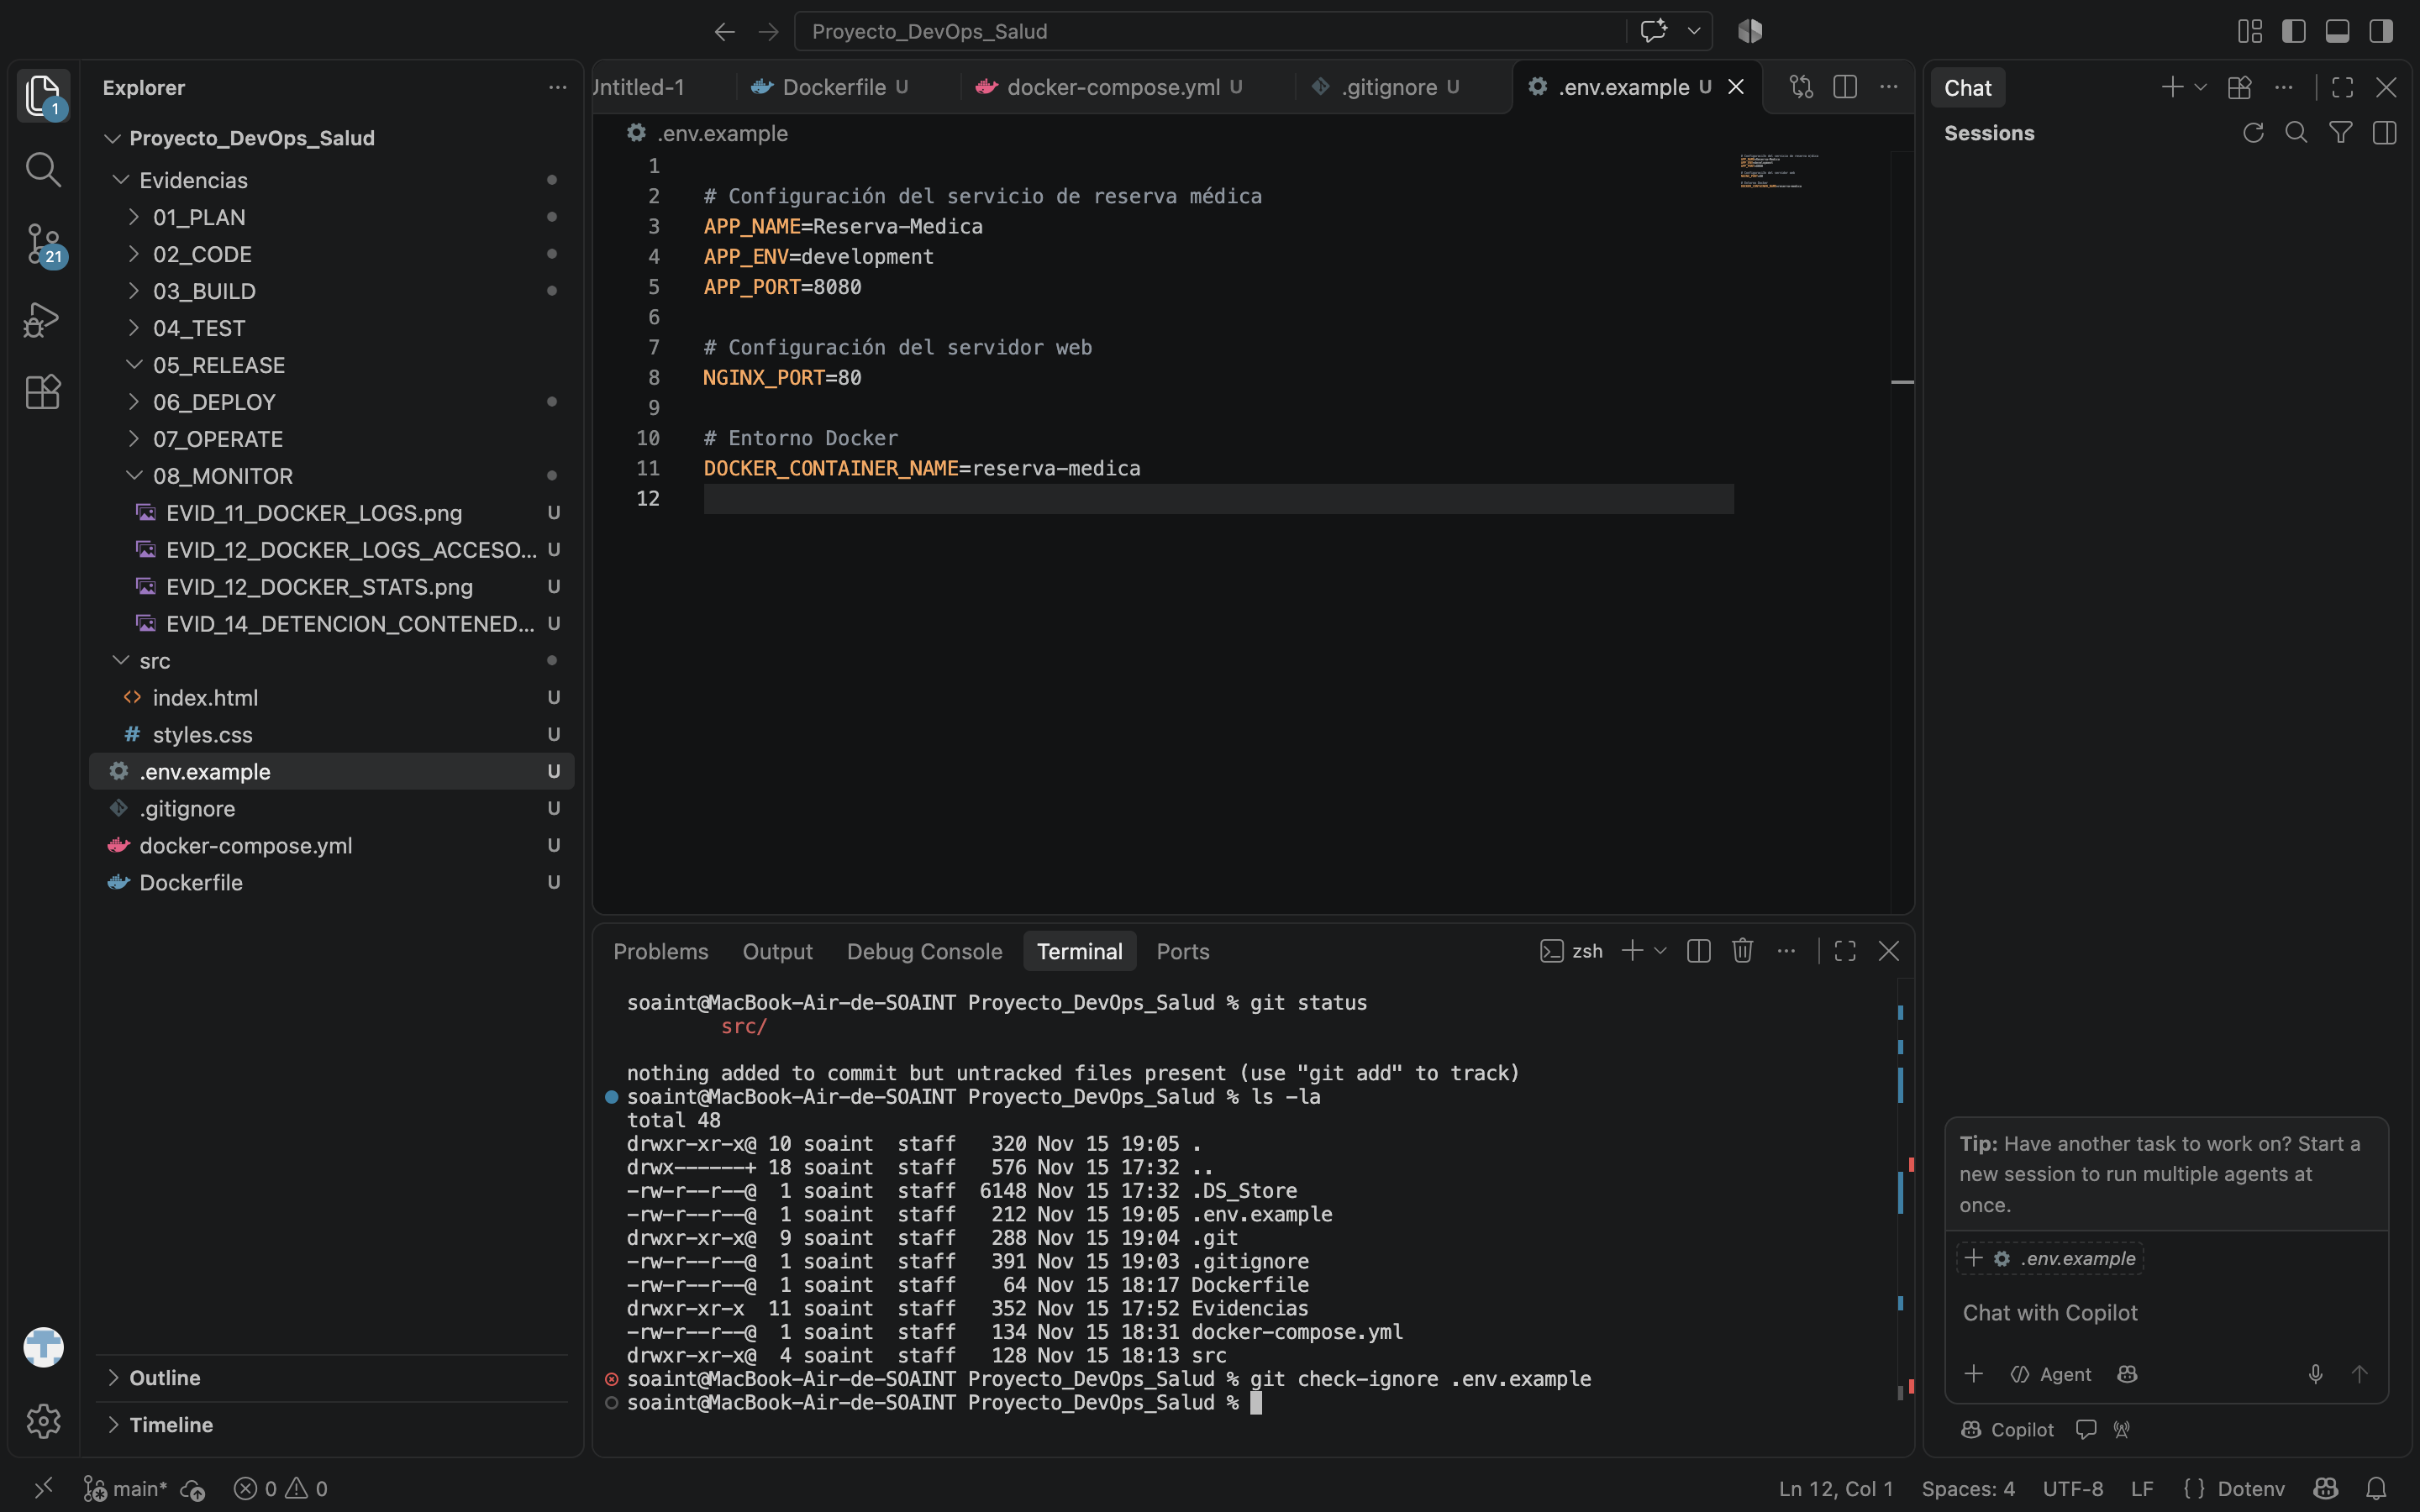 Proyecto_DevOps_Salud
Explorer
1
21
Proyecto_DevOps_Salud
Evidencias
01_PLAN
02_CODE
03_BUILD
04_TEST
05_RELEASE
06_DEPLOY
07_OPERATE
08_MONITOR
EVID_11_DOCKER_LOGS.png U
EVID_12_DOCKER_LOGS_ACCESO... U
EVID_12_DOCKER_STATS.png U
EVID_14_DETENCION_CONTENED... U
src
index.html U
styles.css U
.env.example U
.gitignore U
docker-compose.yml U
Dockerfile U
Outline
Timeline
Untitled-1 Dockerfile U docker-compose.yml U .gitignore U .env.example U
.env.example
1
2 # Configuración del servicio de reserva médica
3 APP_NAME=Reserva-Medica
4 APP_ENV=development
5 APP_PORT=8080
6
7 # Configuración del servidor web
8 NGINX_PORT=80
9
10 # Entorno Docker
11 DOCKER_CONTAINER_NAME=reserva-medica
12
Problems Output Debug Console Terminal Ports zsh
soaint@MacBook-Air-de-SOAINT Proyecto_DevOps_Salud % git status
src/
nothing added to commit but untracked files present (use "git add" to track)
soaint@MacBook-Air-de-SOAINT Proyecto_DevOps_Salud % ls -la
total 48
drwxr-xr-x@ 10 soaint staff 320 Nov 15 19:05 .
drwx------+ 18 soaint staff 576 Nov 15 17:32 ..
-rw-r--r--@ 1 soaint staff 6148 Nov 15 17:32 .DS_Store
-rw-r--r--@ 1 soaint staff 212 Nov 15 19:05 .env.example
drwxr-xr-x@ 9 soaint staff 288 Nov 15 19:04 .git
-rw-r--r--@ 1 soaint staff 391 Nov 15 19:03 .gitignore
-rw-r--r--@ 1 soaint staff 64 Nov 15 18:17 Dockerfile
drwxr-xr-x 11 soaint staff 352 Nov 15 17:52 Evidencias
-rw-r--r--@ 1 soaint staff 134 Nov 15 18:31 docker-compose.yml
drwxr-xr-x@ 4 soaint staff 128 Nov 15 18:13 src
soaint@MacBook-Air-de-SOAINT Proyecto_DevOps_Salud % git check-ignore .env.example
soaint@MacBook-Air-de-SOAINT Proyecto_DevOps_Salud %
Chat
Sessions
Tip: Have another task to work on? Start a
new session to run multiple agents at
once.
.env.example
Chat with Copilot
Agent
Copilot
main* 0 0 Ln 12, Col 1 Spaces: 4 UTF-8 LF {} Dotenv